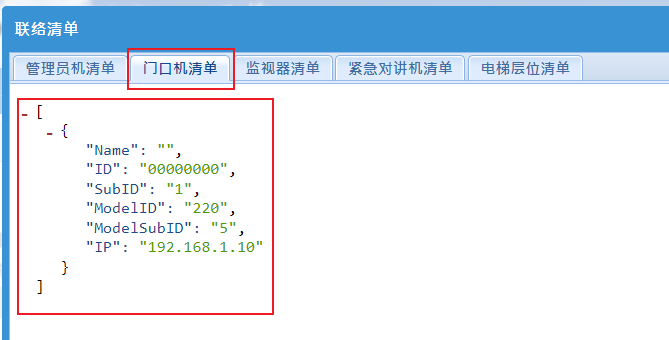 联络清单
管理员机清单 门口机清单 监视器清单 紧急对讲机清单 电梯层位清单
- [
- {
"Name": "",
"ID": "00000000",
"SubID": "1",
"ModelID": "220",
"ModelSubID": "5",
"IP": "192.168.1.10"
}
]